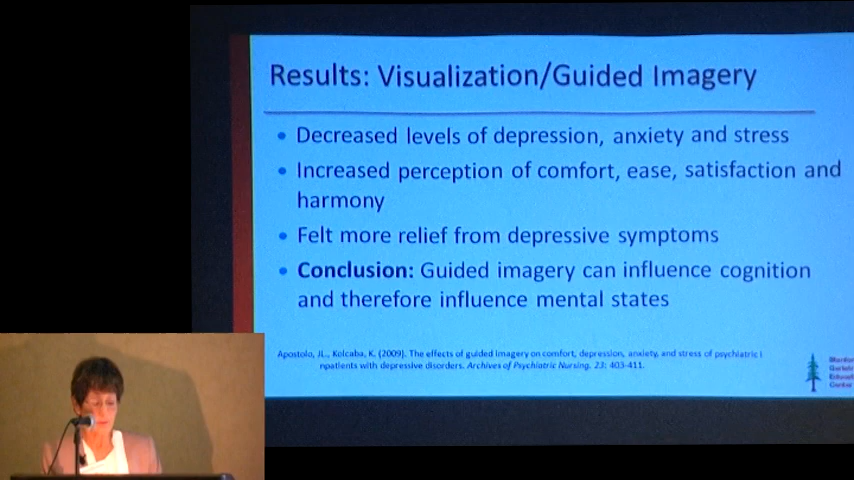 Results: Visualization/Guided Imagery
• Decreased levels of depression, anxiety and stress
• Increased perception of comfort, ease, satisfaction and
harmony
• Felt more relief from depressive symptoms
• Conclusion: Guided imagery can influence cognition
and therefore influence mental states
Apostolo, JL., Kolcaba, K. (2009). The effects of guided imagery on comfort, depression, anxiety, and stress of psychiatric i
npatients with depressive disorders. Archives of Psychiatric Nursing. 23: 403-411.